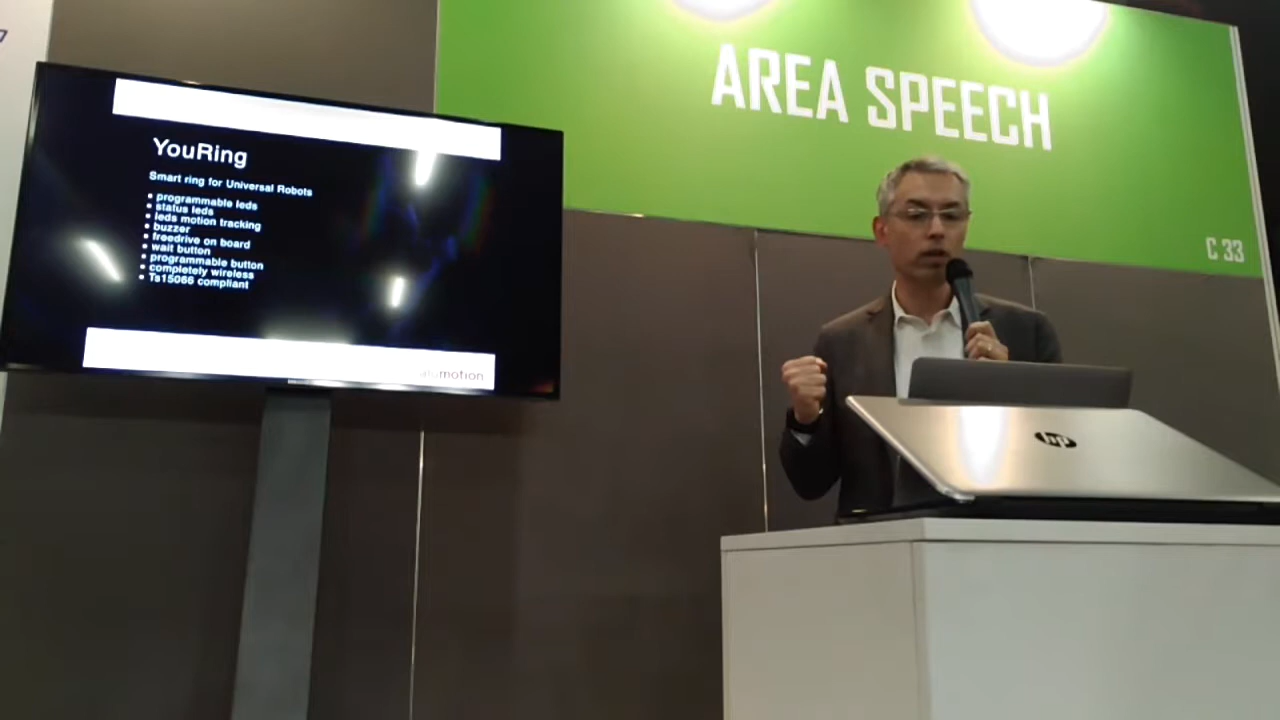 AREA SPEECH
C 33
YouRing
Smart ring for Universal Robots
• programmable leds
• status leds
• leds motion tracking
• buzzer
• freedrive on board
• wait button
• programmable button
• completely wireless
• Ts15066 compliant
alumotion
hp